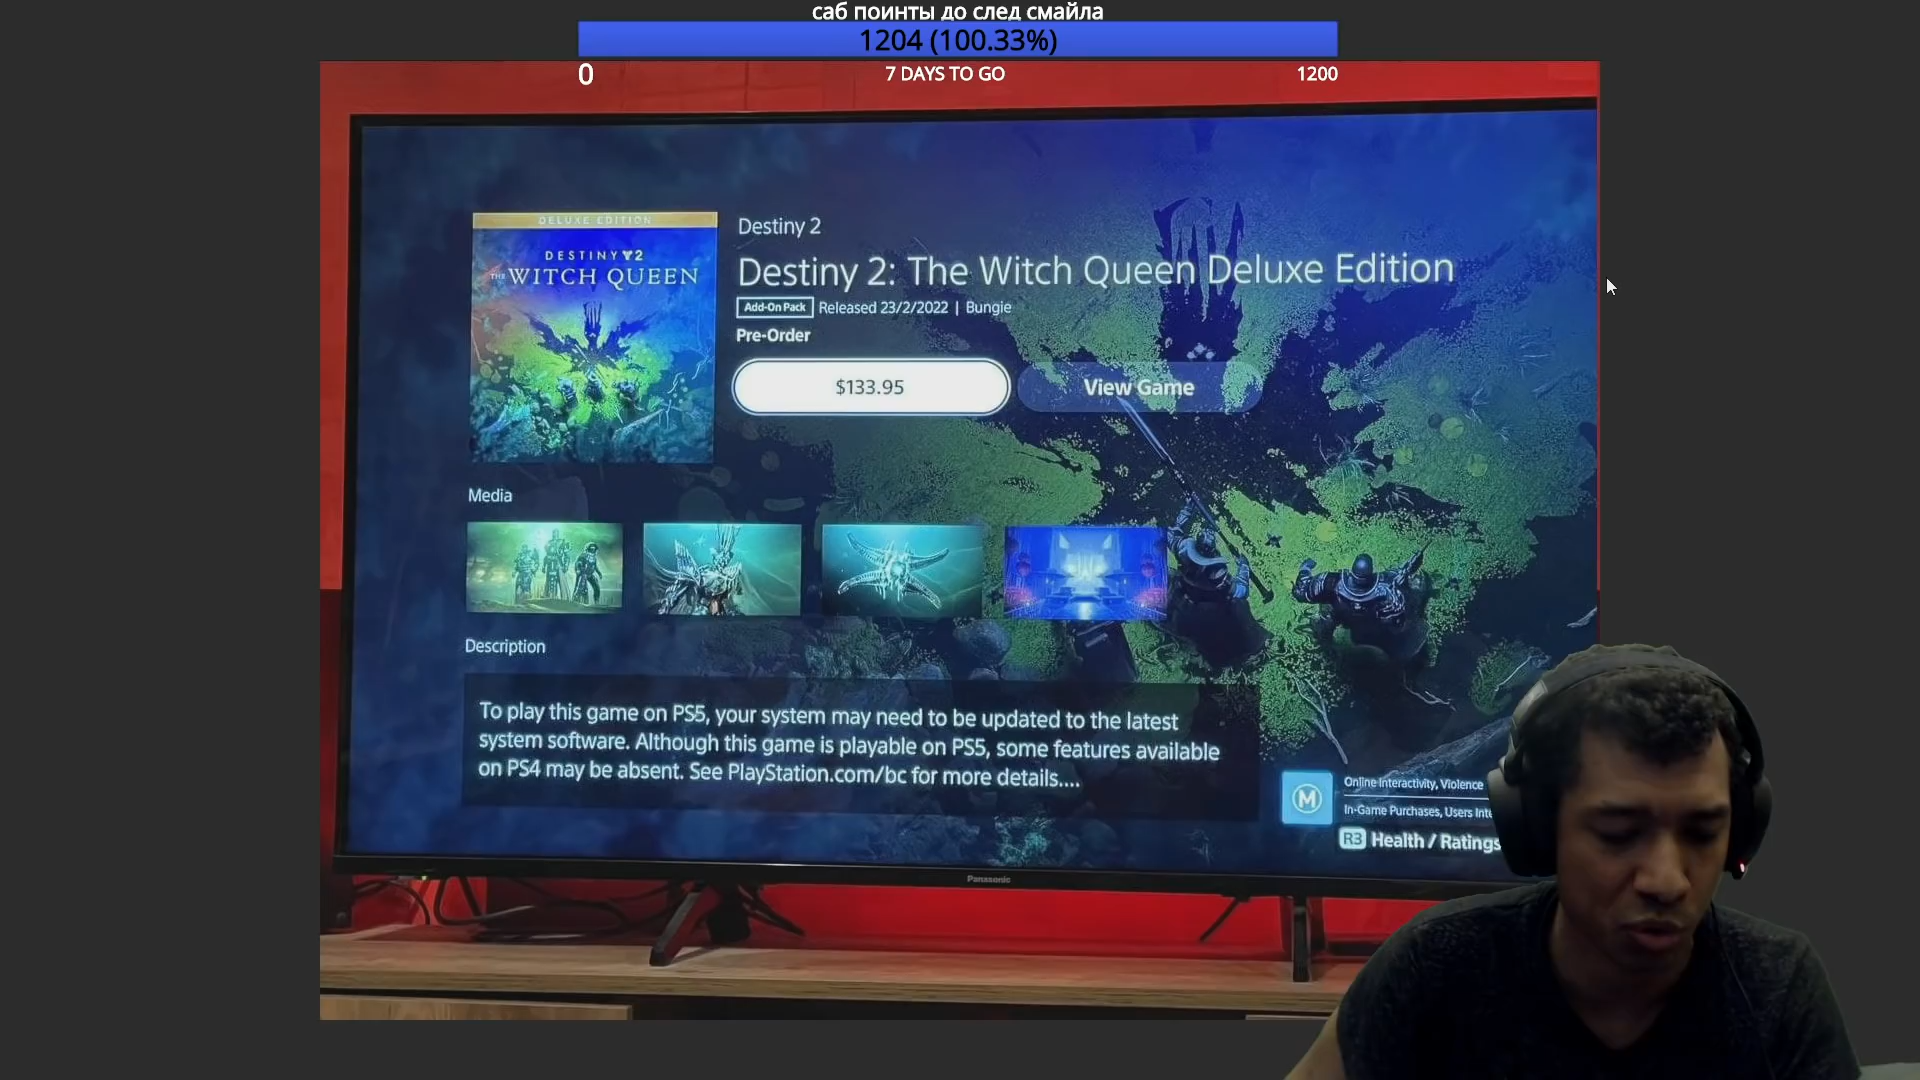 саб поинты до след смайла
1204 (100.33%)
0
7 DAYS TO GO
1200
DELUXE EDITION
DESTINY 2
THE WITCH QUEEN
Destiny 2
Destiny 2: The Witch Queen Deluxe Edition
Add-On Pack Released 23/2/2022 | Bungie
Pre-Order
$133.95
View Game
Media
Description
To play this game on PS5, your system may need to be updated to the latest
system software. Although this game is playable on PS5, some features available
on PS4 may be absent. See PlayStation.com/bc for more details....
M
Online Interactivity, Violence
In-Game Purchases, Users
R3 Health / Ratings
Panasonic